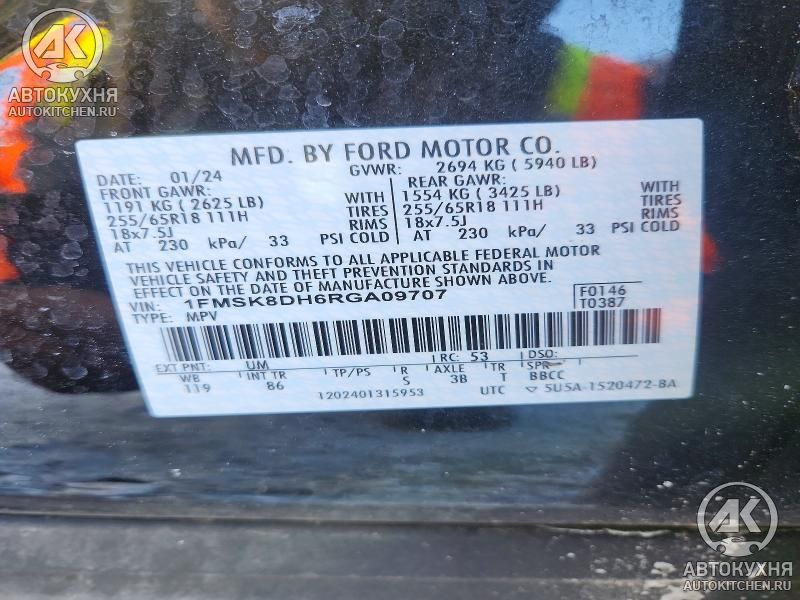 АК
АВТОКУХНЯ
AUTOKITCHEN.RU
MFD. BY FORD MOTOR CO.
DATE: 01/24 GVWR: 2694 KG ( 5940 LB)
FRONT GAWR: REAR GAWR:
1191 KG (2625 LB) WITH 1554 KG ( 3425 LB) WITH
255/65R18 111H TIRES 255/65R18 111H TIRES
18x7.5J RIMS 18x7.5J RIMS
AT 230 kPa/ 33 PSI COLD AT 230 kPa/ 33 PSI COLD
THIS VEHICLE CONFORMS TO ALL APPLICABLE FEDERAL MOTOR
VEHICLE SAFETY AND THEFT PREVENTION STANDARDS IN
EFFECT ON THE DATE OF MANUFACTURE SHOWN ABOVE.
VIN: 1FMSK8DH6RGA09707 F0146
TYPE: MPV T0387
EXT PNT: UM RC: 53 DSO:
WB INT TR TP/PS R AXLE TR SPR
119 86 S 3B T BBCC
1202401315953 UTC ▽ 5U5A-1520472-BA
АК
АВТОКУХНЯ
AUTOKITCHEN.RU